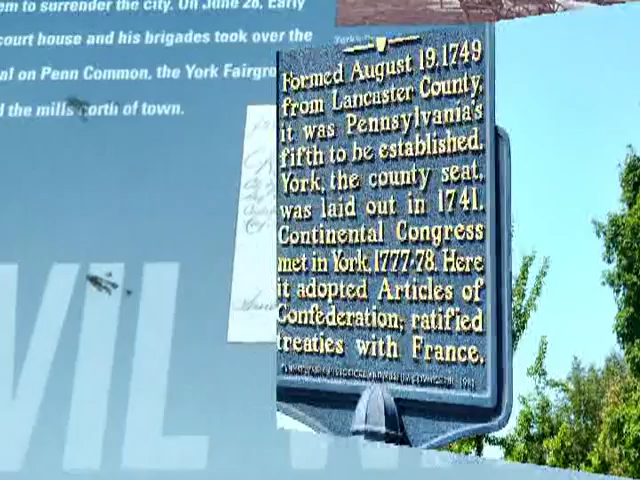 em to surrender the city. On June 28, Early
court house and his brigades took over the
al on Penn Common, the York Fairgro
d the mills north of town.
Formed August 19, 1749
from Lancaster County,
it was Pennsylvania's
fifth to be established.
York, the county seat,
was laid out in 1741.
Continental Congress
met in York, 1777-78. Here
it adopted Articles of
Confederation; ratified
treaties with France.
VIL W